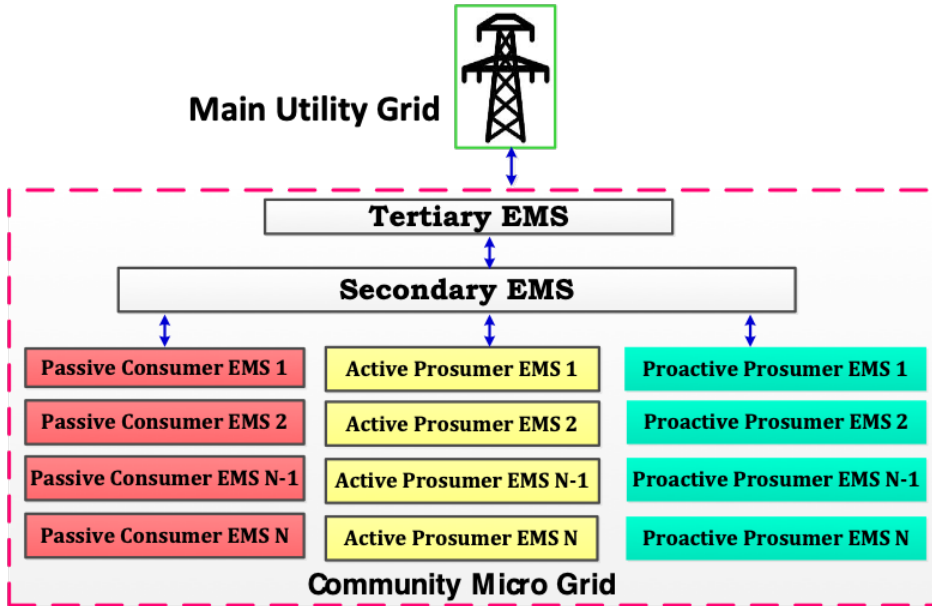 Main Utility Grid
Tertiary EMS
Secondary EMS
Passive Consumer EMS 1
Active Prosumer EMS 1
Proactive Prosumer EMS 1
Passive Consumer EMS 2
Active Prosumer EMS 2
Proactive Prosumer EMS 2
Passive Consumer EMS N-1
Active Prosumer EMS N-1
Proactive Prosumer EMS N-1
Passive Consumer EMS N
Active Prosumer EMS N
Proactive Prosumer EMS N
Community Micro Grid